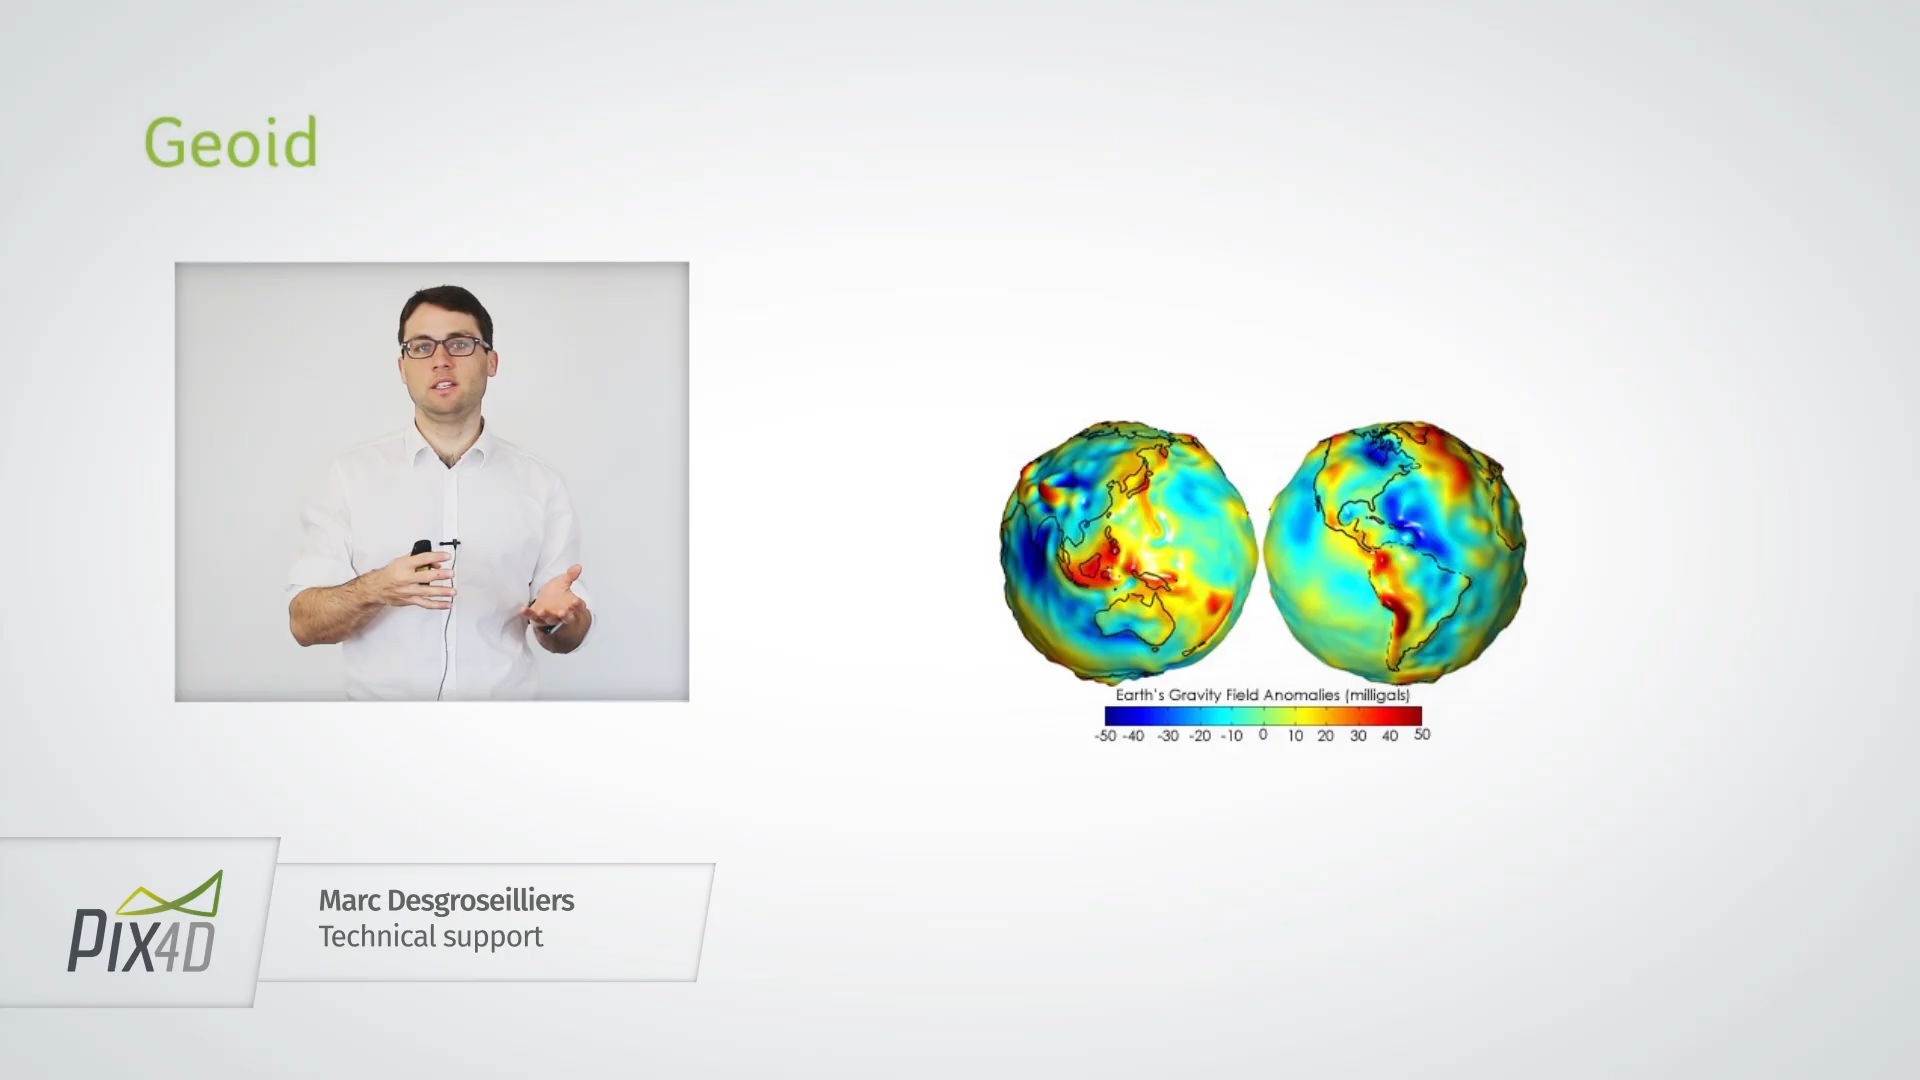 Geoid
Earth's Gravity Field Anomalies (milligals)
-50 -40 -30 -20 -10 0 10 20 30 40 50
PIX4D
Marc Desgroseilliers
Technical support